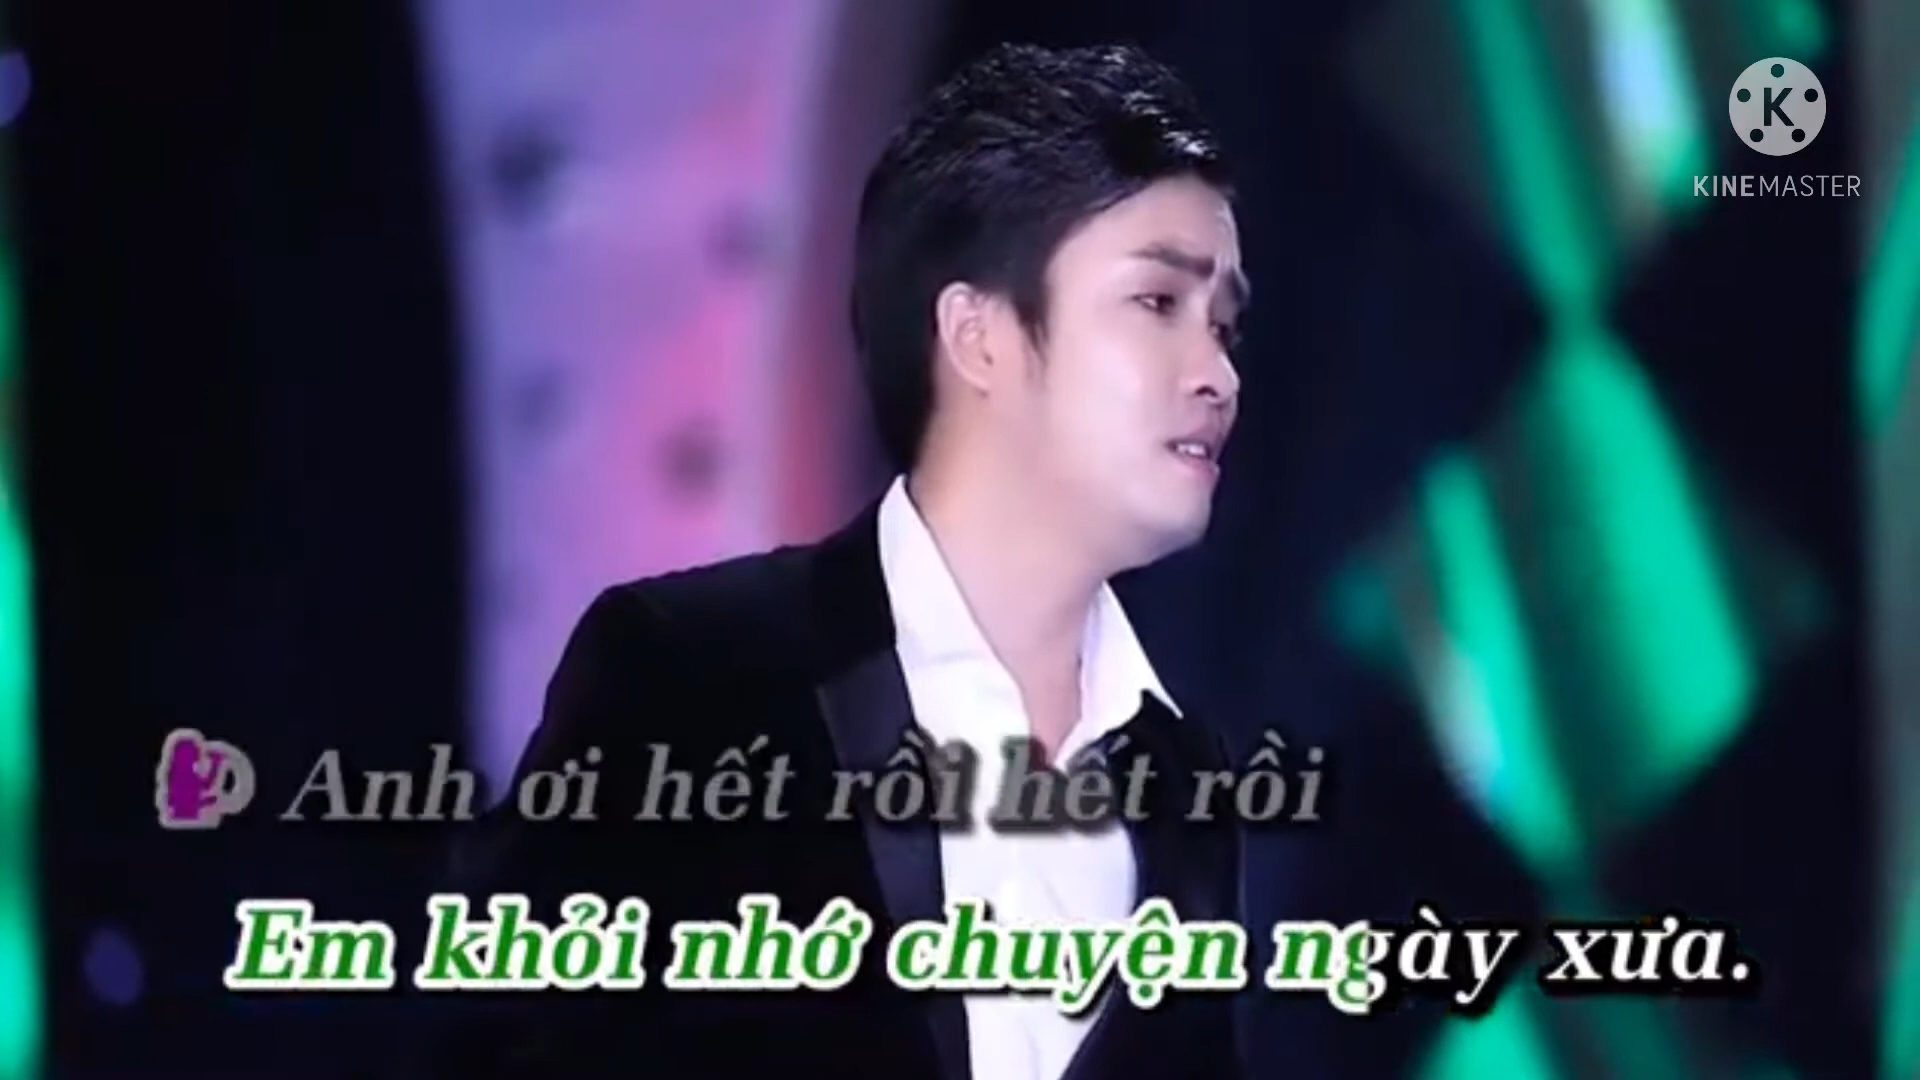 KINEMASTER
Anh ơi hết rồi hết rồi
Em khỏi nhớ chuyện ngày xưa.